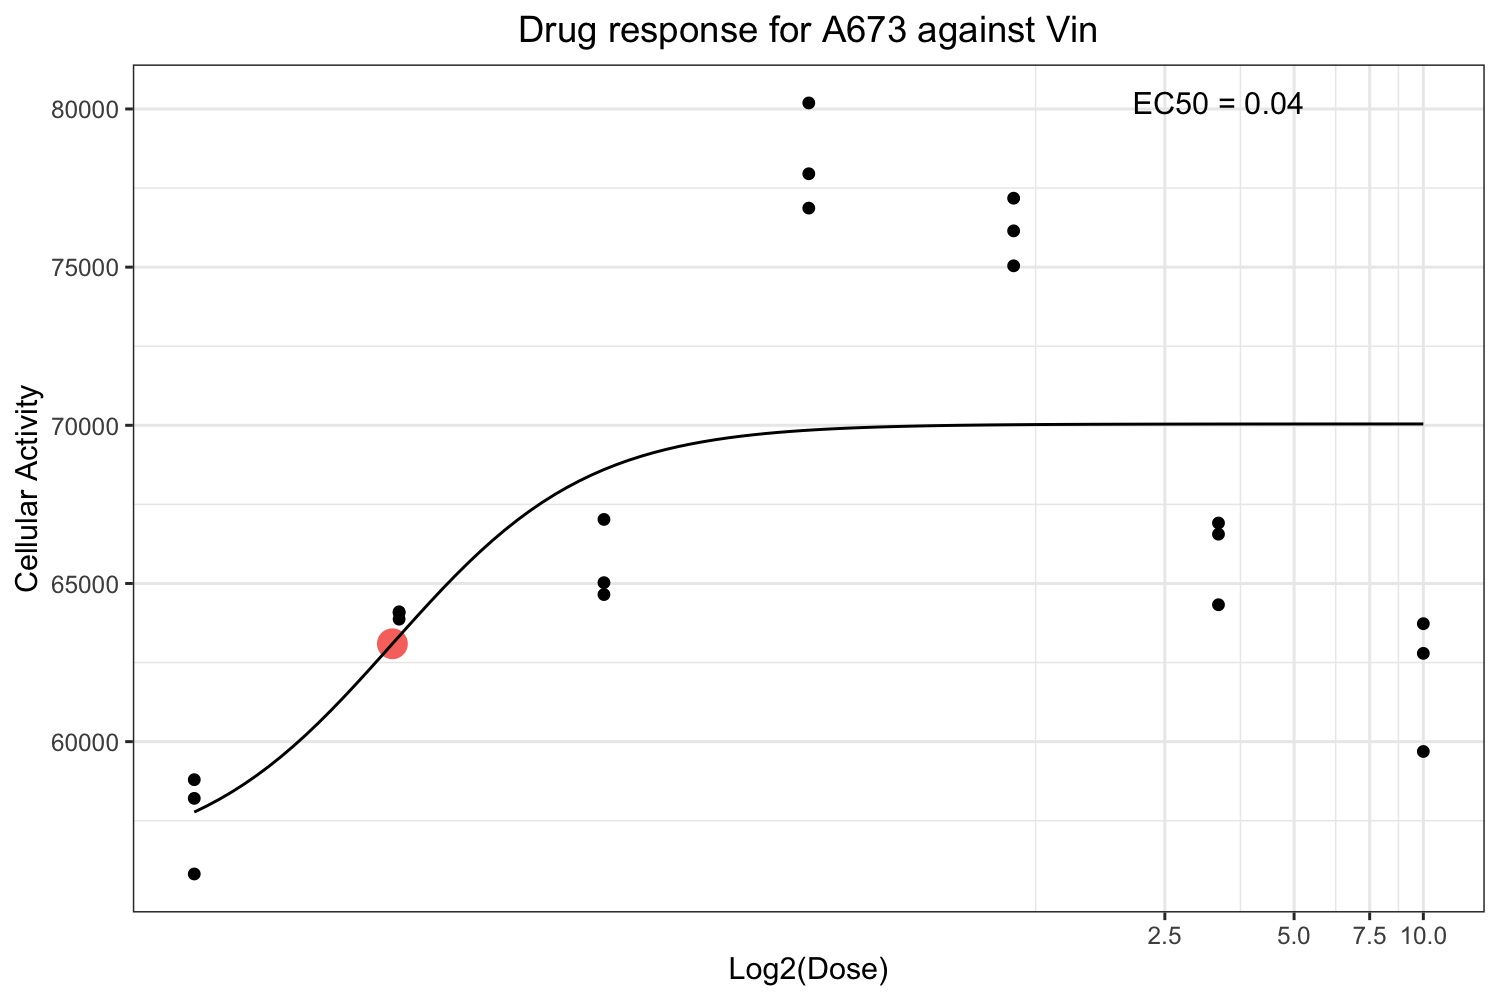 Drug response for A673 against Vin
EC50 = 0.04
80000
75000
70000
65000
60000
Cellular Activity
2.5 5.0 7.5 10.0
Log2(Dose)